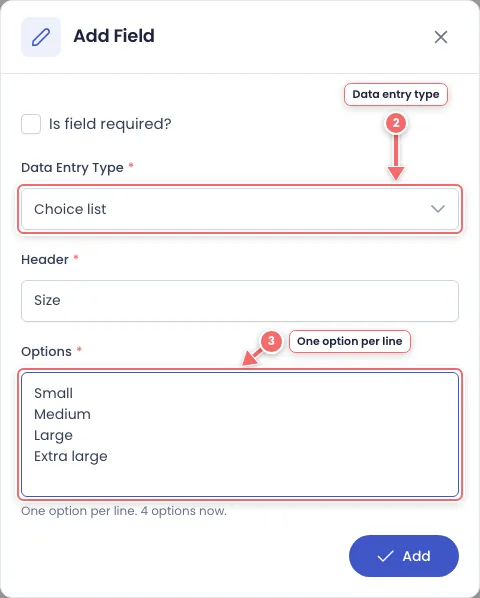 Add Field
Data entry type
2
Is field required?
Data Entry Type *
Choice list
Header *
Size
3
One option per line
Options *
Small
Medium
Large
Extra large
One option per line. 4 options now.
Add